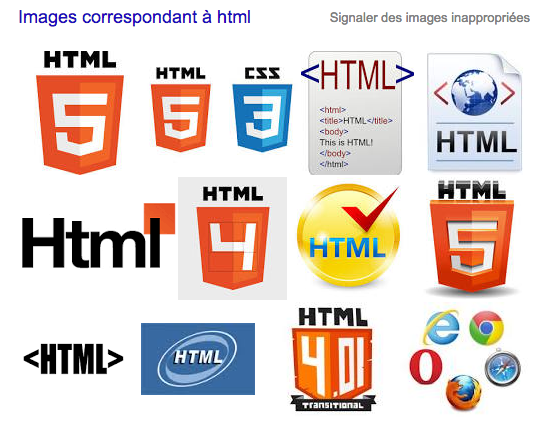 Images correspondant à html
Signaler des images inappropriées
HTML
5
HTML
5
CSS
3
<HTML>
<html>
<title>HTML</title>
<body>
This is HTML!
</body>
</html>
< >
HTML
Html
HTML
4
HTML
HTML
5
<HTML>
HTML
HTML
4.01
TRANSITIONAL